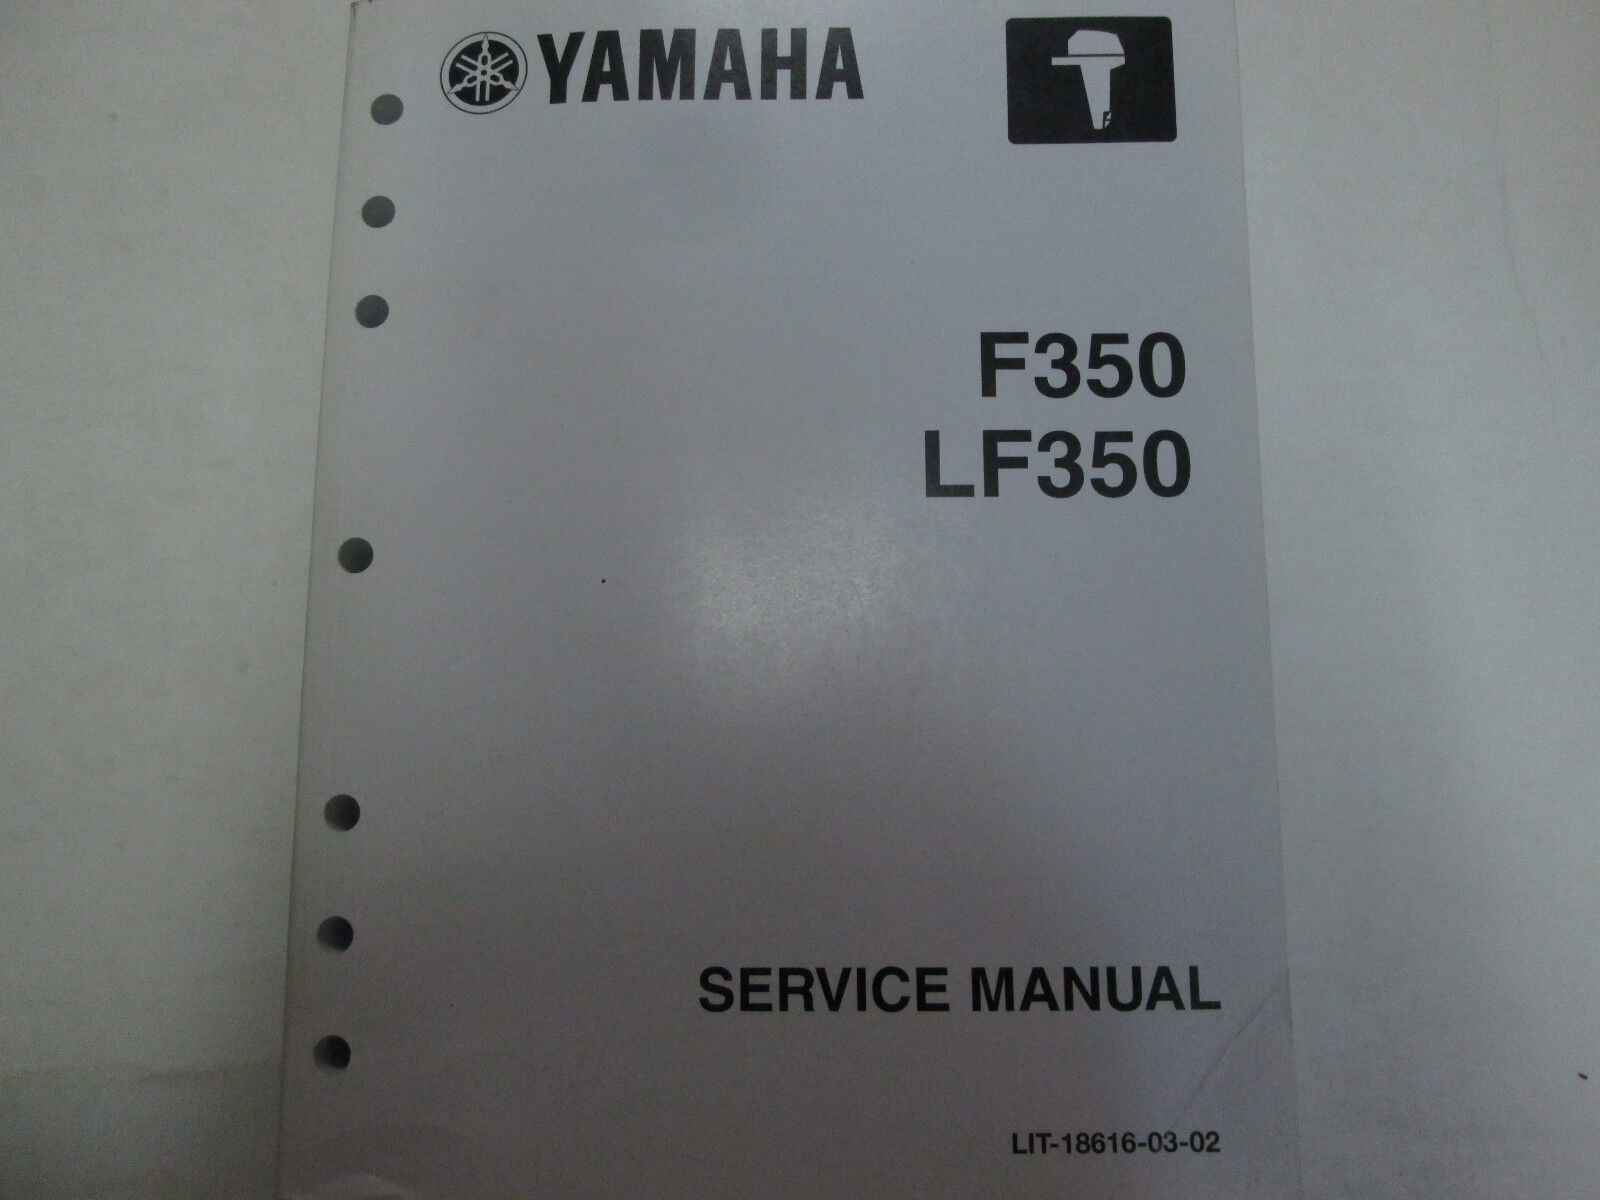 YAMAHA
F350
LF350
SERVICE MANUAL
LIT-18616-03-02